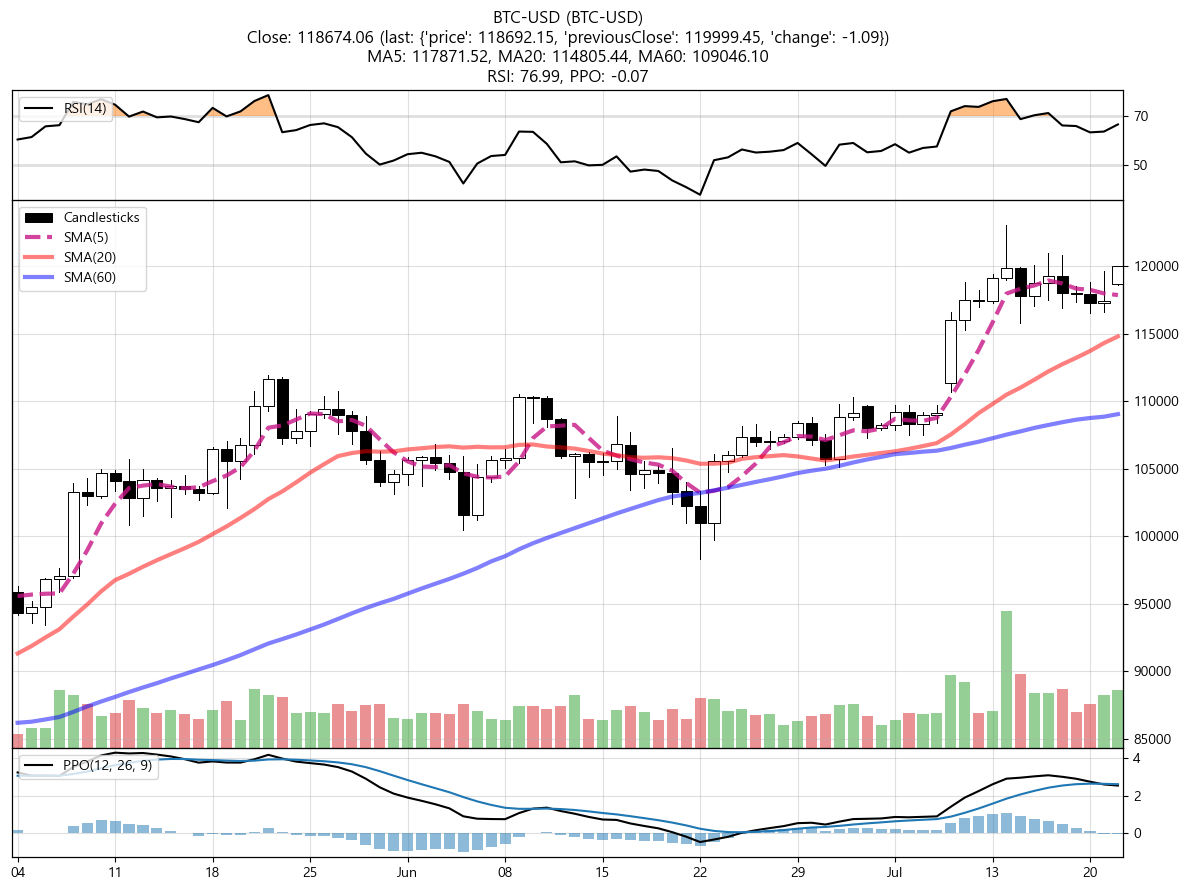 BTC-USD (BTC-USD)
Close: 118674.06 (last: {'price': 118692.15, 'previousClose': 119999.45, 'change': -1.09})
MA5: 117871.52, MA20: 114805.44, MA60: 109046.10
RSI: 76.99, PPO: -0.07
RSI(14)
70
50
Candlesticks
SMA(5)
SMA(20)
SMA(60)
120000
115000
110000
105000
100000
95000
90000
85000
PPO(12, 26, 9)
4
2
0
04 11 18 25 Jun 08 15 22 29 Jul 13 20